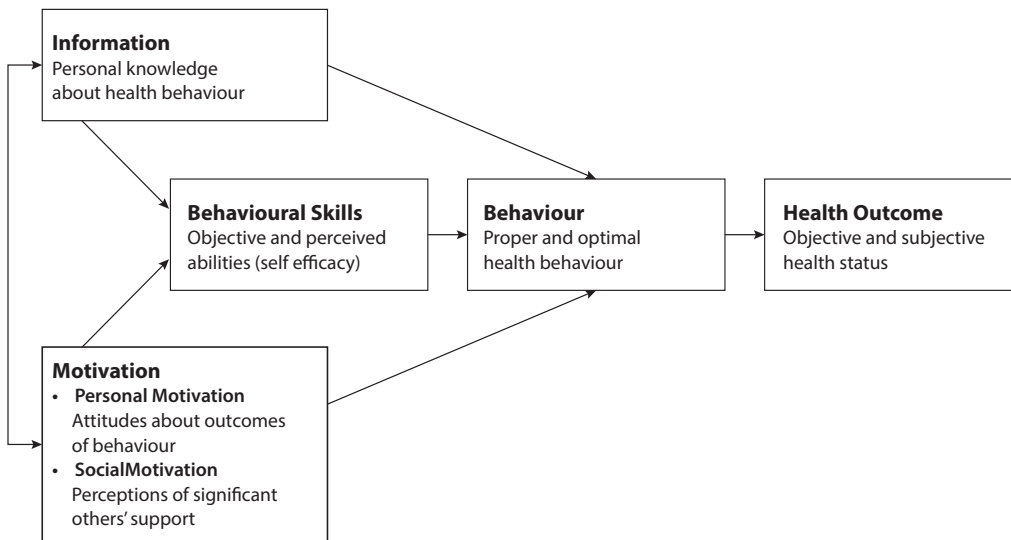 Information
Personal knowledge
about health behaviour
Behavioural Skills
Objective and perceived
abilities (self efficacy)
Behaviour
Proper and optimal
health behaviour
Health Outcome
Objective and subjective
health status
Motivation
• Personal Motivation
Attitudes about outcomes
of behaviour
• SocialMotivation
Perceptions of significant
others' support